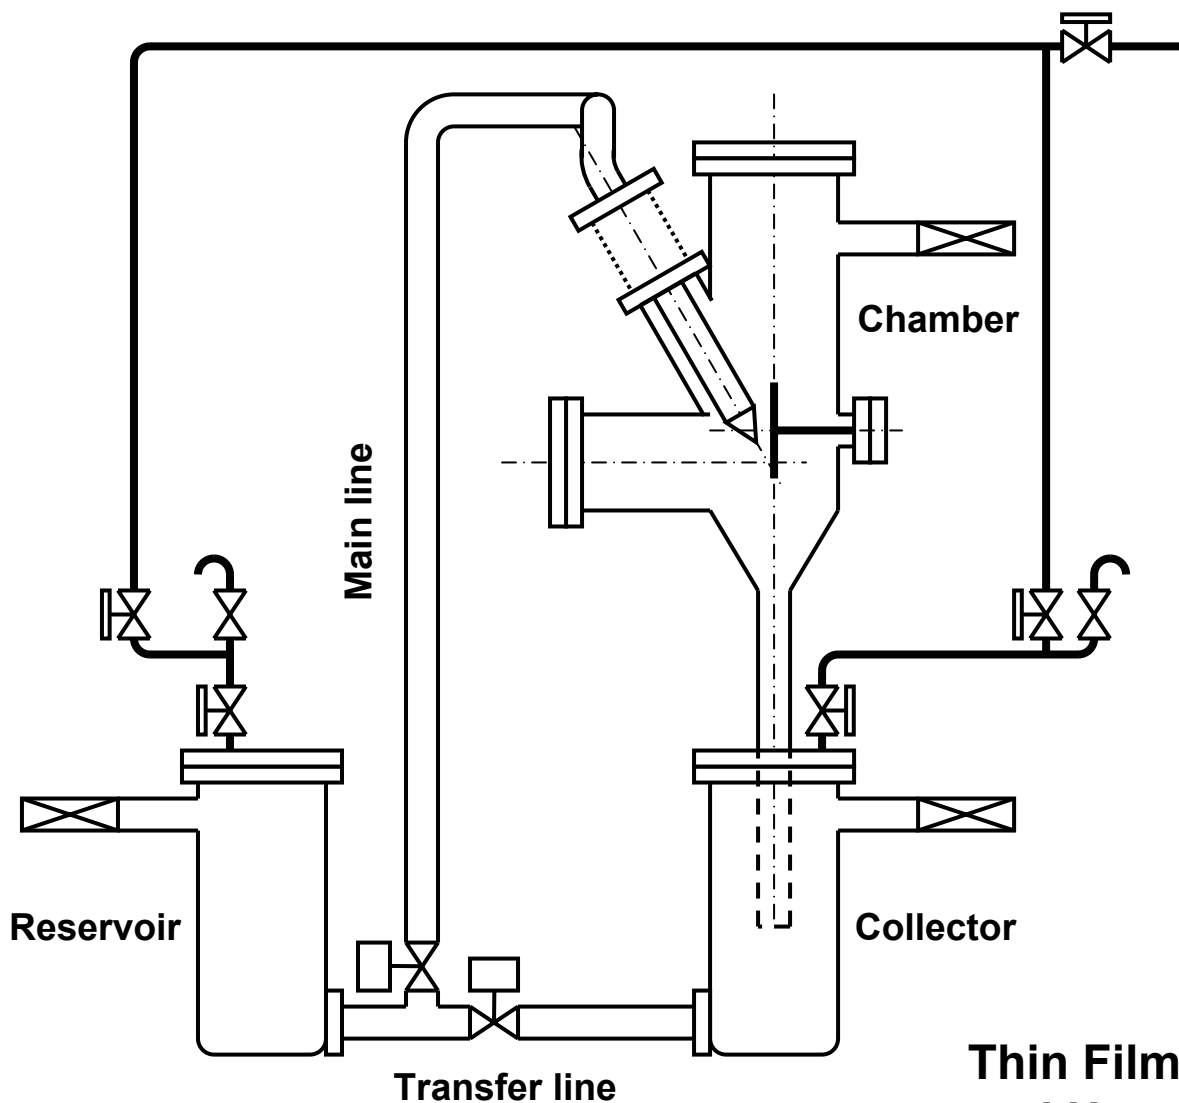 Chamber
Main line
Reservoir
Collector
Thin Film
Transfer line